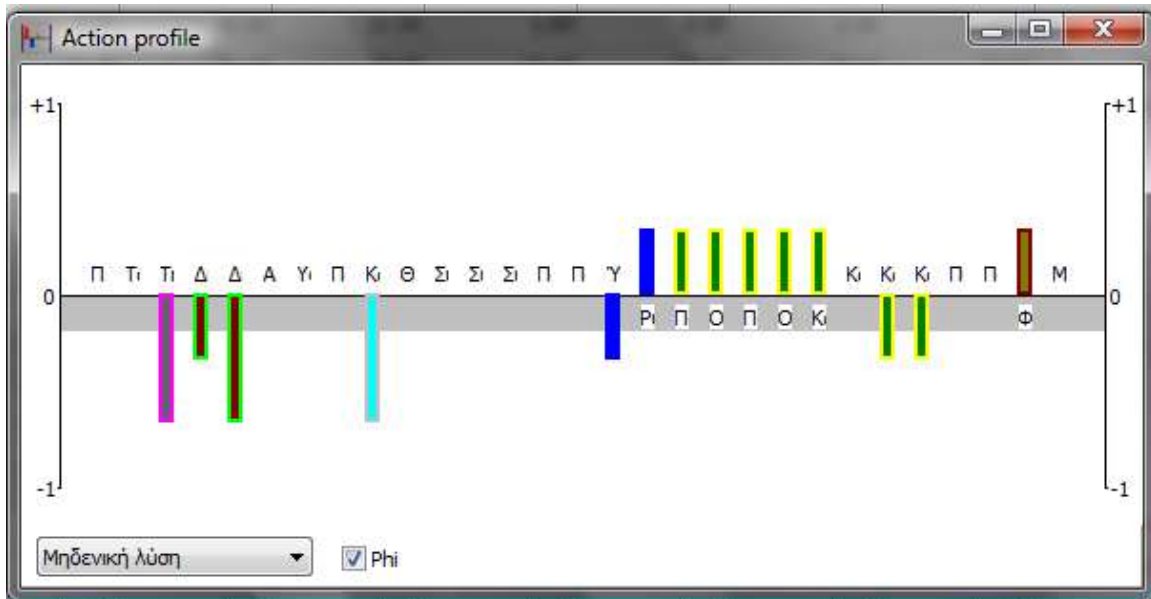 Action profile
+1 +1
Π Τι Τι Δ Δ Α Υι Π Κι Θ Σι Σι Σι Π Π Ύ Κι Κι Κι Π Π Μ
0 0
Ρι Π Ο Π Ο Κι Φ
-1 -1
Μηδενική λύση Phi